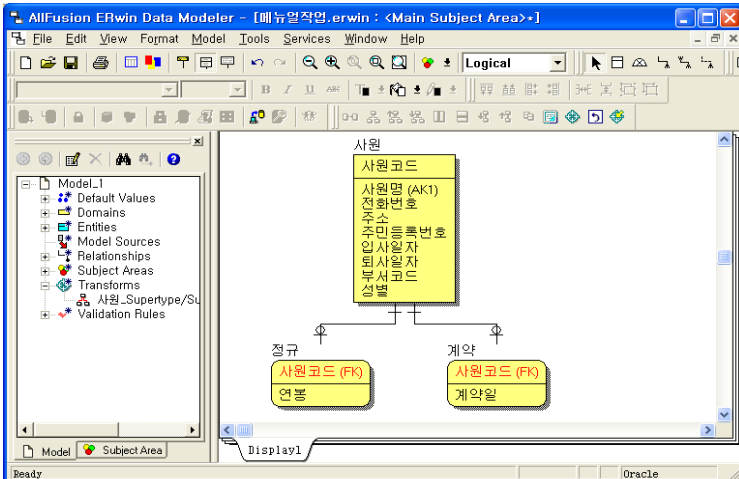 AllFusion ERwin Data Modeler - [메뉴얼작업.erwin : <Main Subject Area>*]
File Edit View Format Model Tools Services Window Help
Logical
B I U ABC
Model_1
Default Values
Domains
Entities
Model Sources
Relationships
Subject Areas
Transforms
사원_Supertype/Su
Validation Rules
Model Subject Area
사원
사원코드
사원명 (AK1)
전화번호
주소
주민등록번호
입사일자
퇴사일자
부서코드
성별
정규
사원코드 (FK)
연봉
계약
사원코드 (FK)
계약일
Display1
Ready Oracle